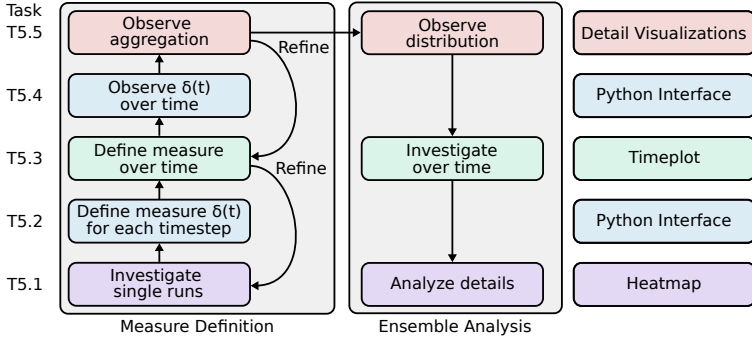 Task
T5.5
Observe
aggregation
Refine
Observe
distribution
Detail Visualizations
T5.4
Observe δ(t)
over time
Python Interface
T5.3
Define measure
over time
Refine
Investigate
over time
Timeplot
T5.2
Define measure δ(t)
for each timestep
Python Interface
T5.1
Investigate
single runs
Analyze details
Heatmap
Measure Definition
Ensemble Analysis